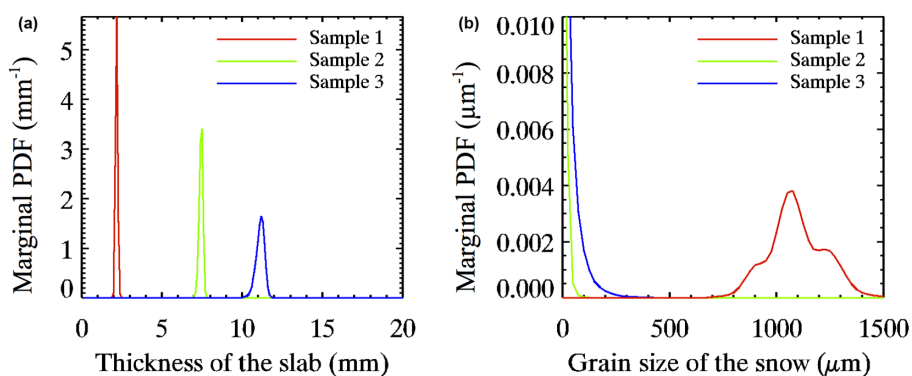 (a)
Sample 1
Sample 2
Sample 3
Marginal PDF (mm⁻¹)
5
4
3
2
1
0
0 5 10 15 20
Thickness of the slab (mm)
(b)
Sample 1
Sample 2
Sample 3
Marginal PDF (μm⁻¹)
0.010
0.008
0.006
0.004
0.002
0.000
0 500 1000 1500
Grain size of the snow (μm)